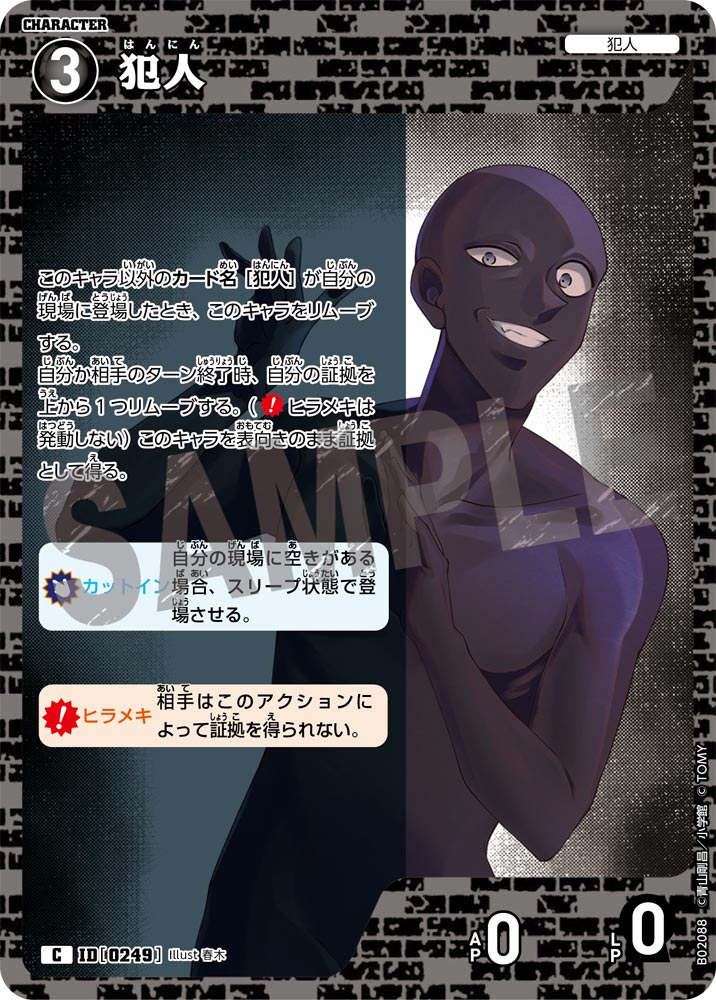 CHARACTER
犯人
3
はんにん
犯人
このキャラ以外のカード名［犯人］が自分の
現場に登場したとき、このキャラをリムーブ
する。
自分か相手のターン終了時、自分の証拠を
上から1つリムーブする。(ヒラメキは
発動しない) このキャラを表向きのまま証拠
として得る。
SAMPLE
カットイン
自分の現場に空きがある
場合、スリープ状態で登
場させる。
ヒラメキ
相手はこのアクションに
よって証拠を得られない。
C ID[0249] Illust 春木
AP 0
LP 0
B02088 ©青山剛昌／小学館 © TOMY